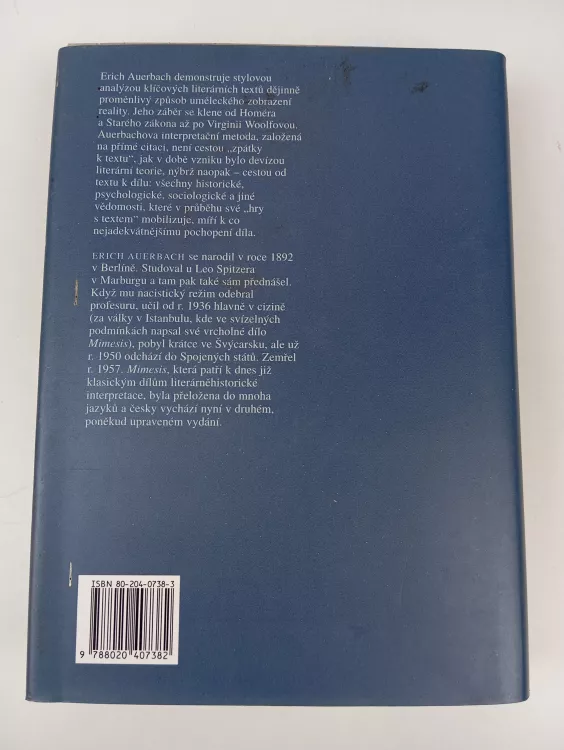 Erich Auerbach demonstruje stylovou
analýzou klíčových literárních textů dějinně
proměnlivý způsob uměleckého zobrazení
reality. Jeho záběr se klene od Homéra
a Starého zákona až po Virginii Woolfovou.
Auerbachova interpretační metoda, založená
na přímé citaci, není cestou „zpátky
k textu“, jak v době vzniku bylo devizou
literární teorie, nýbrž naopak – cestou od
textu k dílu: všechny historické,
psychologické, sociologické a jiné
vědomosti, které v průběhu své „hry
s textem“ mobilizuje, míří k co
nejadekvátnějšímu pochopení díla.
ERICH AUERBACH se narodil v roce 1892
v Berlíně. Studoval u Leo Spitzera
v Marburgu a tam pak také sám přednášel.
Když mu nacistický režim odebral
profesuru, učil od r. 1936 hlavně v cizině
(za války v Istanbulu, kde ve svízelných
podmínkách napsal své vrcholné dílo
Mimesis), pobyl krátce ve Švýcarsku, ale už
r. 1950 odchází do Spojených států. Zemřel
r. 1957. Mimesis, která patří k dnes již
klasickým dílům literárněhistorické
interpretace, byla přeložena do mnoha
jazyků a česky vychází nyní v druhém,
poněkud upraveném vydání.
ISBN 80-204-0738-3
9 788020 407382